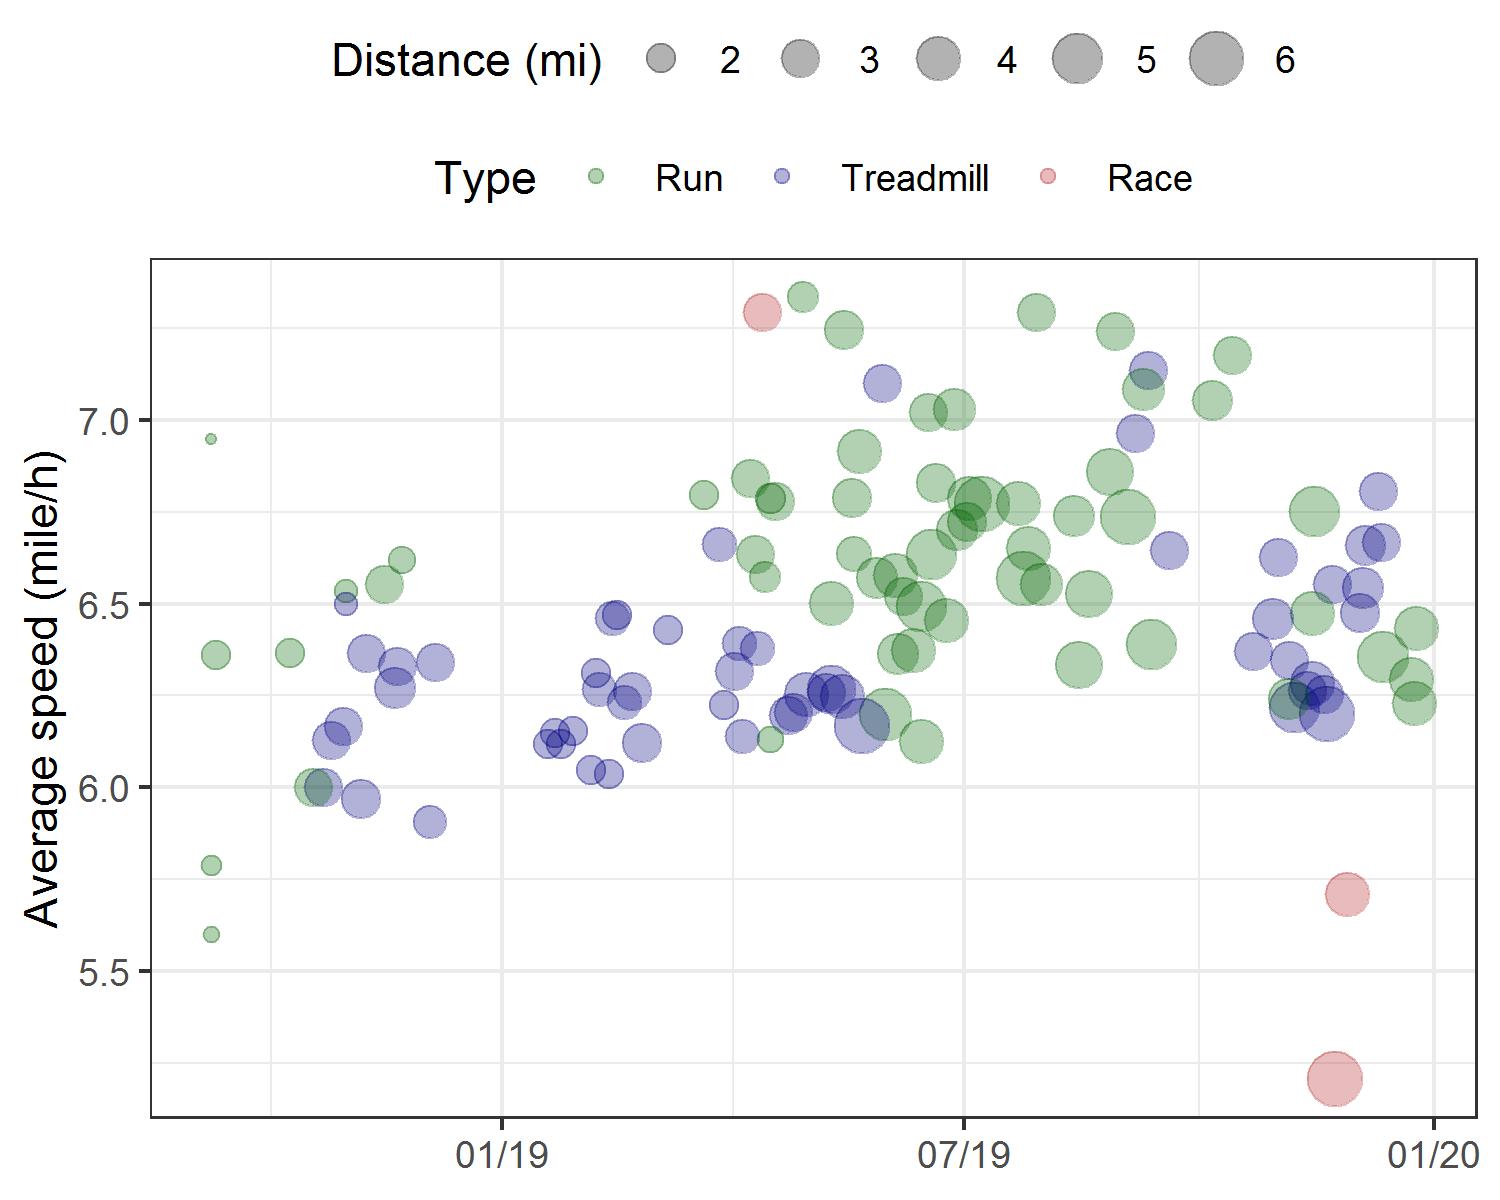 Distance (mi) 2 3 4 5 6
Type Run Treadmill Race
Average speed (mile/h)
7.0
6.5
6.0
5.5
01/19 07/19 01/20